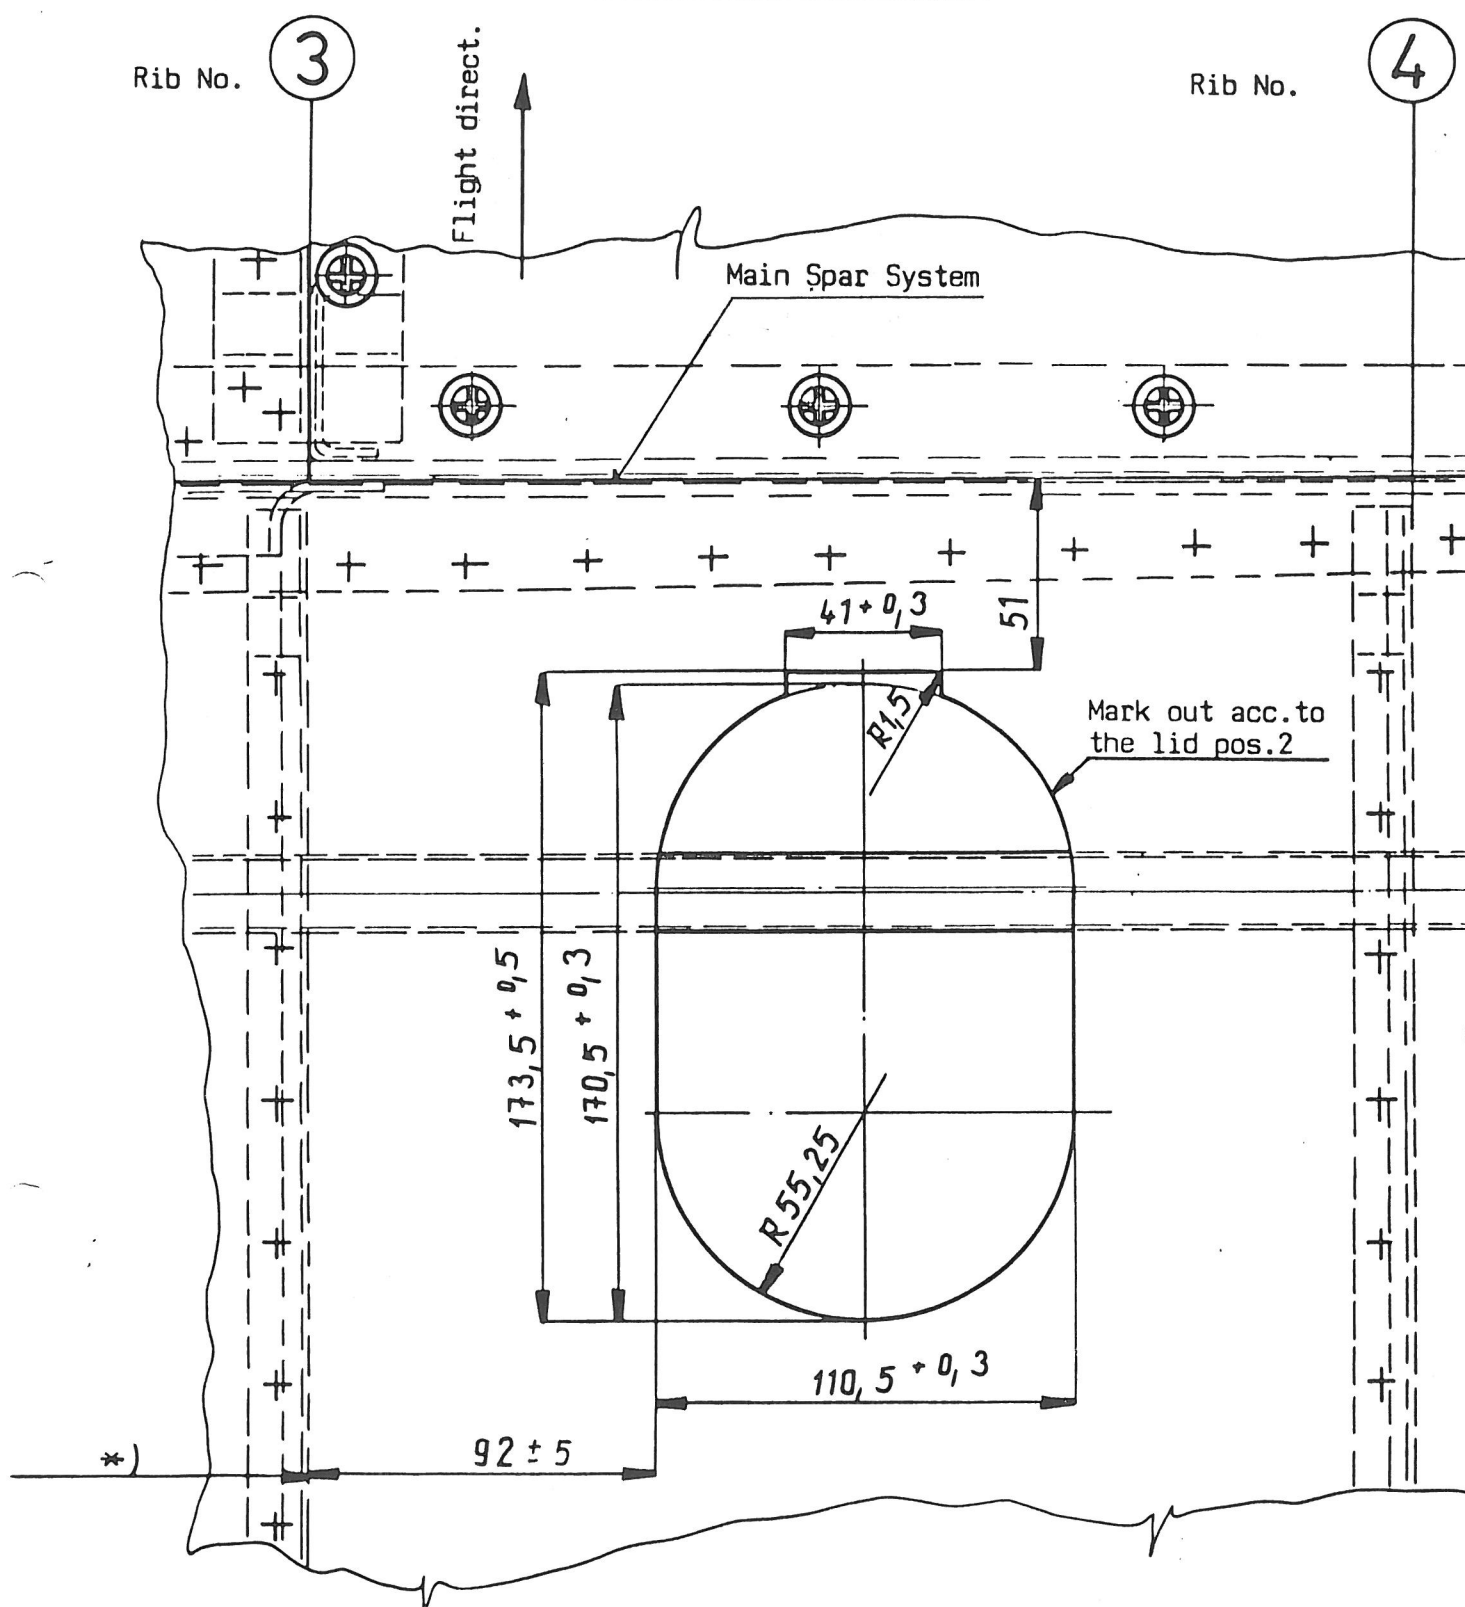 Rib No. 3
Flight direct.
Rib No. 4
Main Spar System
41 + 0,3
51
R1,5
Mark out acc.to
the lid pos.2
173,5 + 0,5
170,5 + 0,3
R 55,25
110,5 + 0,3
92 ± 5
*)